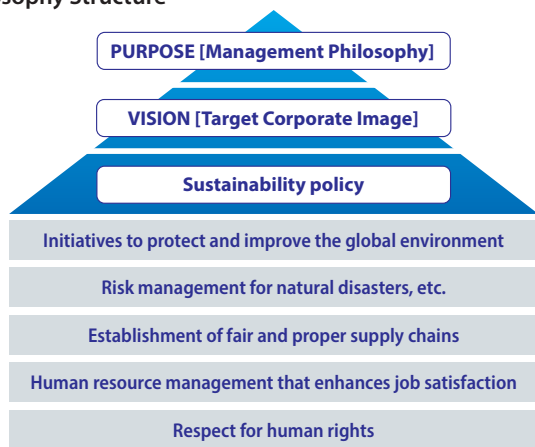 osophy Structure
PURPOSE [Management Philosophy]
VISION [Target Corporate Image]
Sustainability policy
Initiatives to protect and improve the global environment
Risk management for natural disasters, etc.
Establishment of fair and proper supply chains
Human resource management that enhances job satisfaction
Respect for human rights